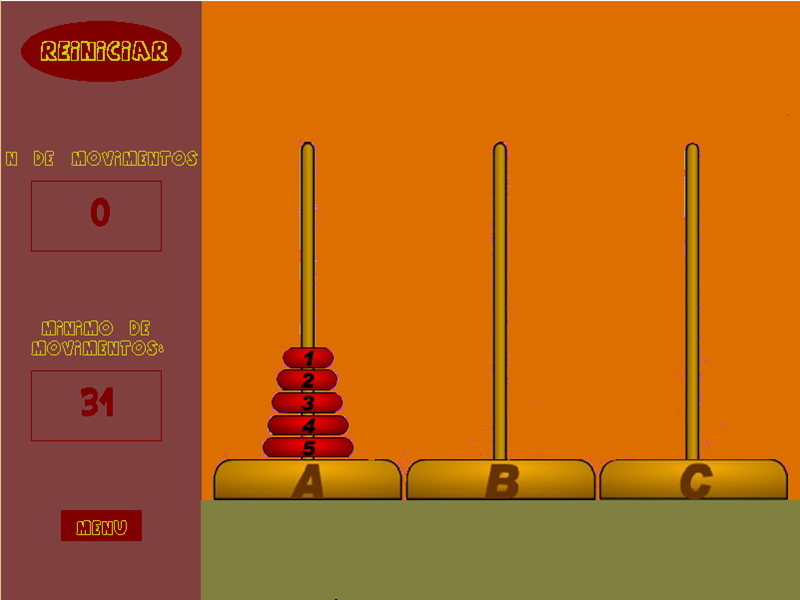 REINICIAR
N DE MOVIMENTOS
0
MINIMO DE
MOVIMENTOS:
31
MENU
1
2
3
4
5
A B C